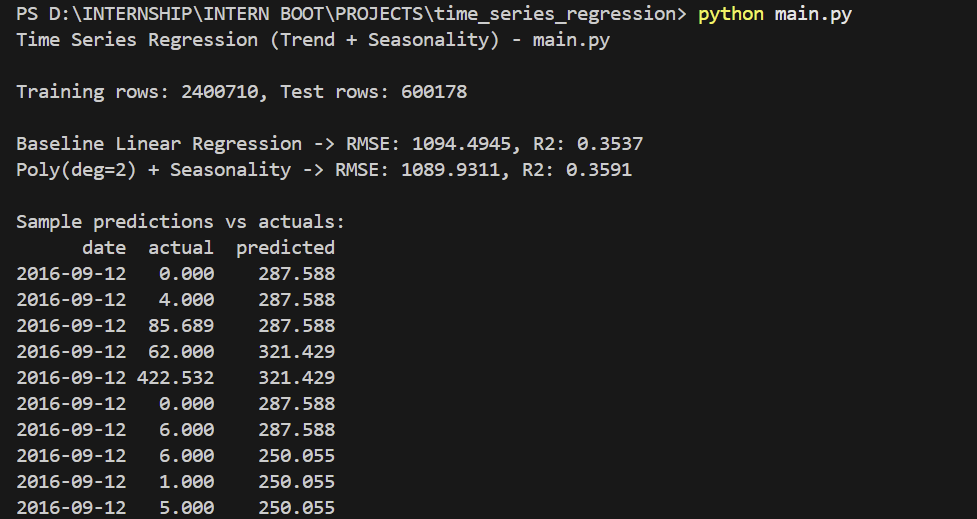 PS D:\INTERNSHIP\INTERN BOOT\PROJECTS\time_series_regression> python main.py
Time Series Regression (Trend + Seasonality) - main.py
Training rows: 2400710, Test rows: 600178
Baseline Linear Regression -> RMSE: 1094.4945, R2: 0.3537
Poly(deg=2) + Seasonality -> RMSE: 1089.9311, R2: 0.3591
Sample predictions vs actuals:
date actual predicted
2016-09-12 0.000 287.588
2016-09-12 4.000 287.588
2016-09-12 85.689 287.588
2016-09-12 62.000 321.429
2016-09-12 422.532 321.429
2016-09-12 0.000 287.588
2016-09-12 6.000 287.588
2016-09-12 6.000 250.055
2016-09-12 1.000 250.055
2016-09-12 5.000 250.055